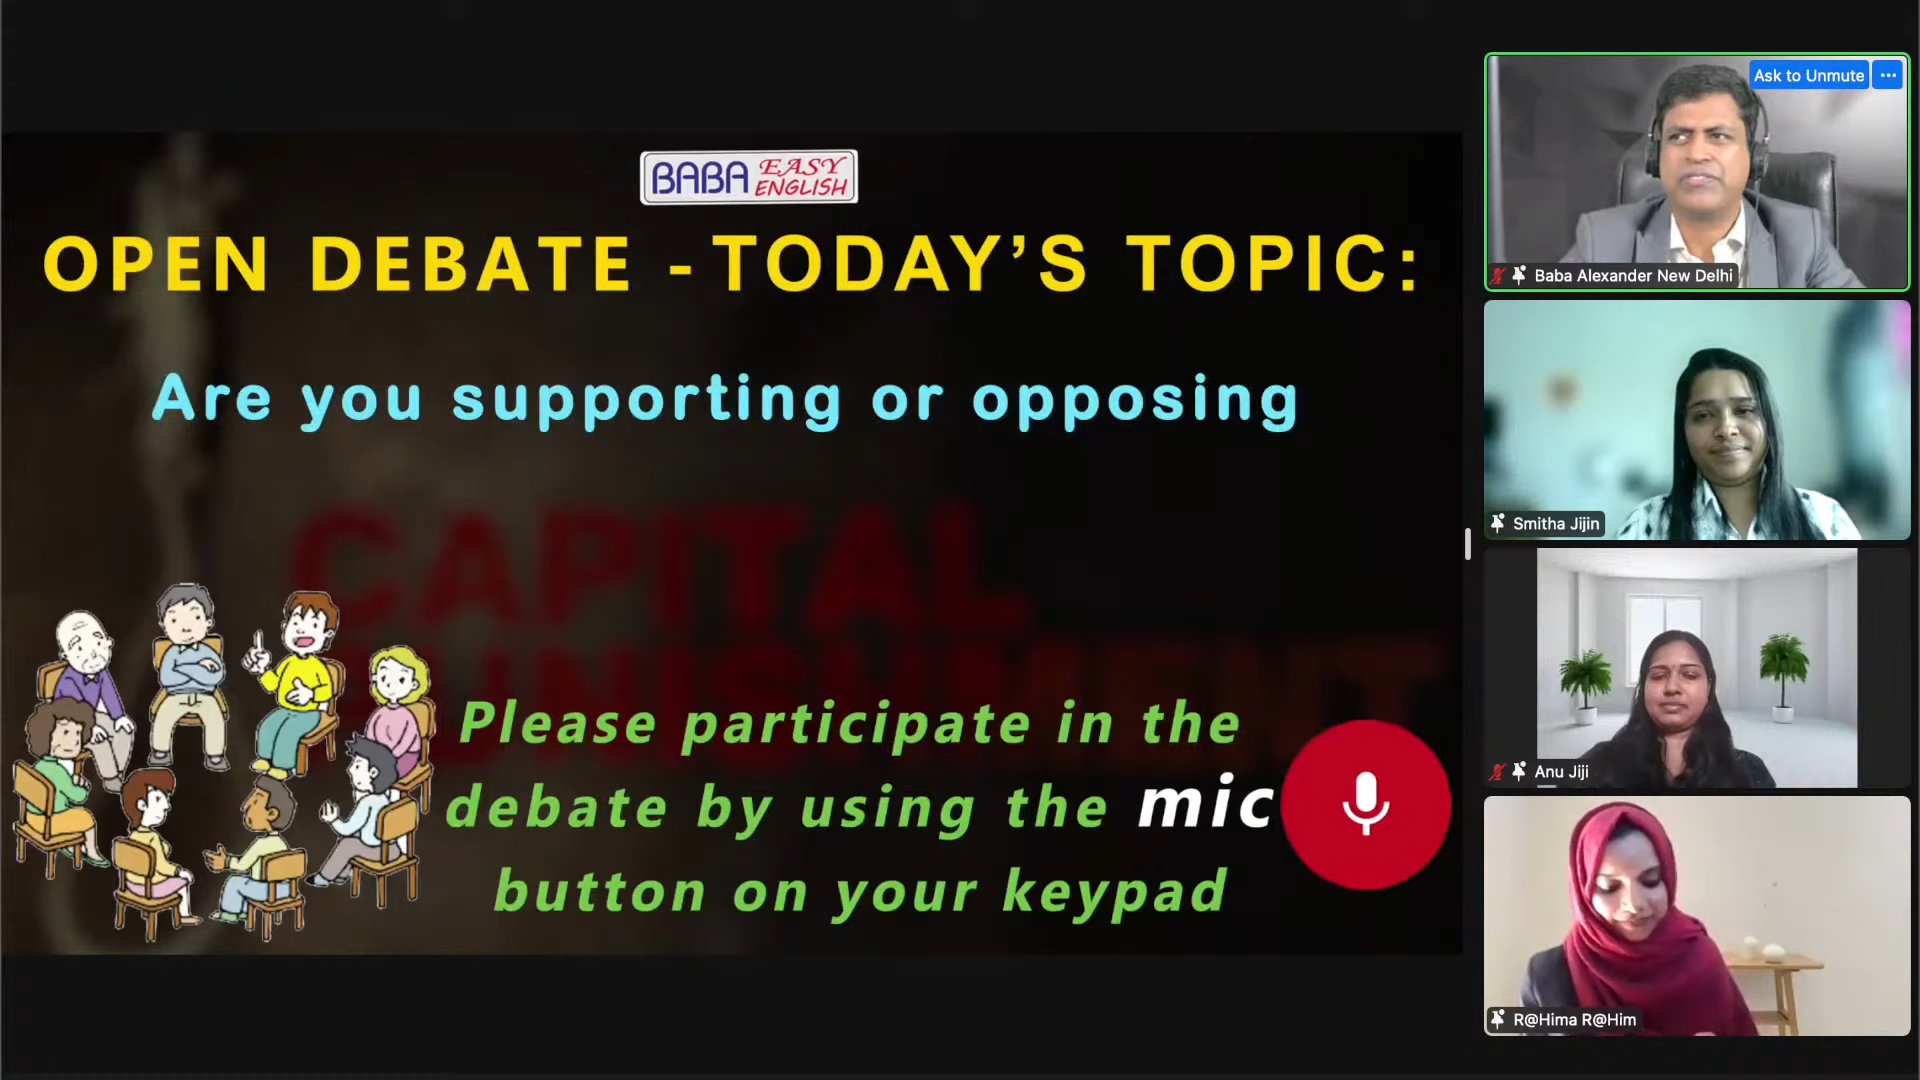 BABA EASY ENGLISH
OPEN DEBATE - TODAY'S TOPIC:
Are you supporting or opposing
CAPITAL
PUNISHMENT
Please participate in the
debate by using the mic
button on your keypad
Ask to Unmute ...
Baba Alexander New Delhi
Smitha Jijin
Anu Jiji
R@Hima R@Him